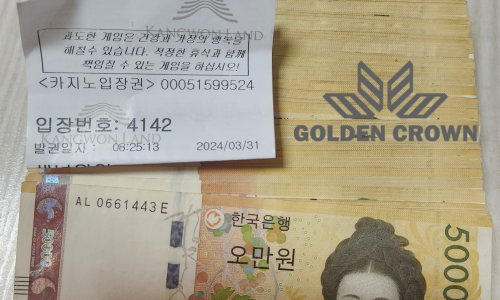 KANGWON LAND
과도한 게임은 건강과 가정의 행복을
해칠수 있습니다. 적정한 휴식과 함께
책임질 수 있는 게임을 하십시오!
<카지노입장권> 00051599524
입장번호: 4142
KANGWON LAND
발권일자 : 08:25:13 2024/03/31
GOLDEN CROWN
AL 0661443 E
한국은행
오만원
50000
5000